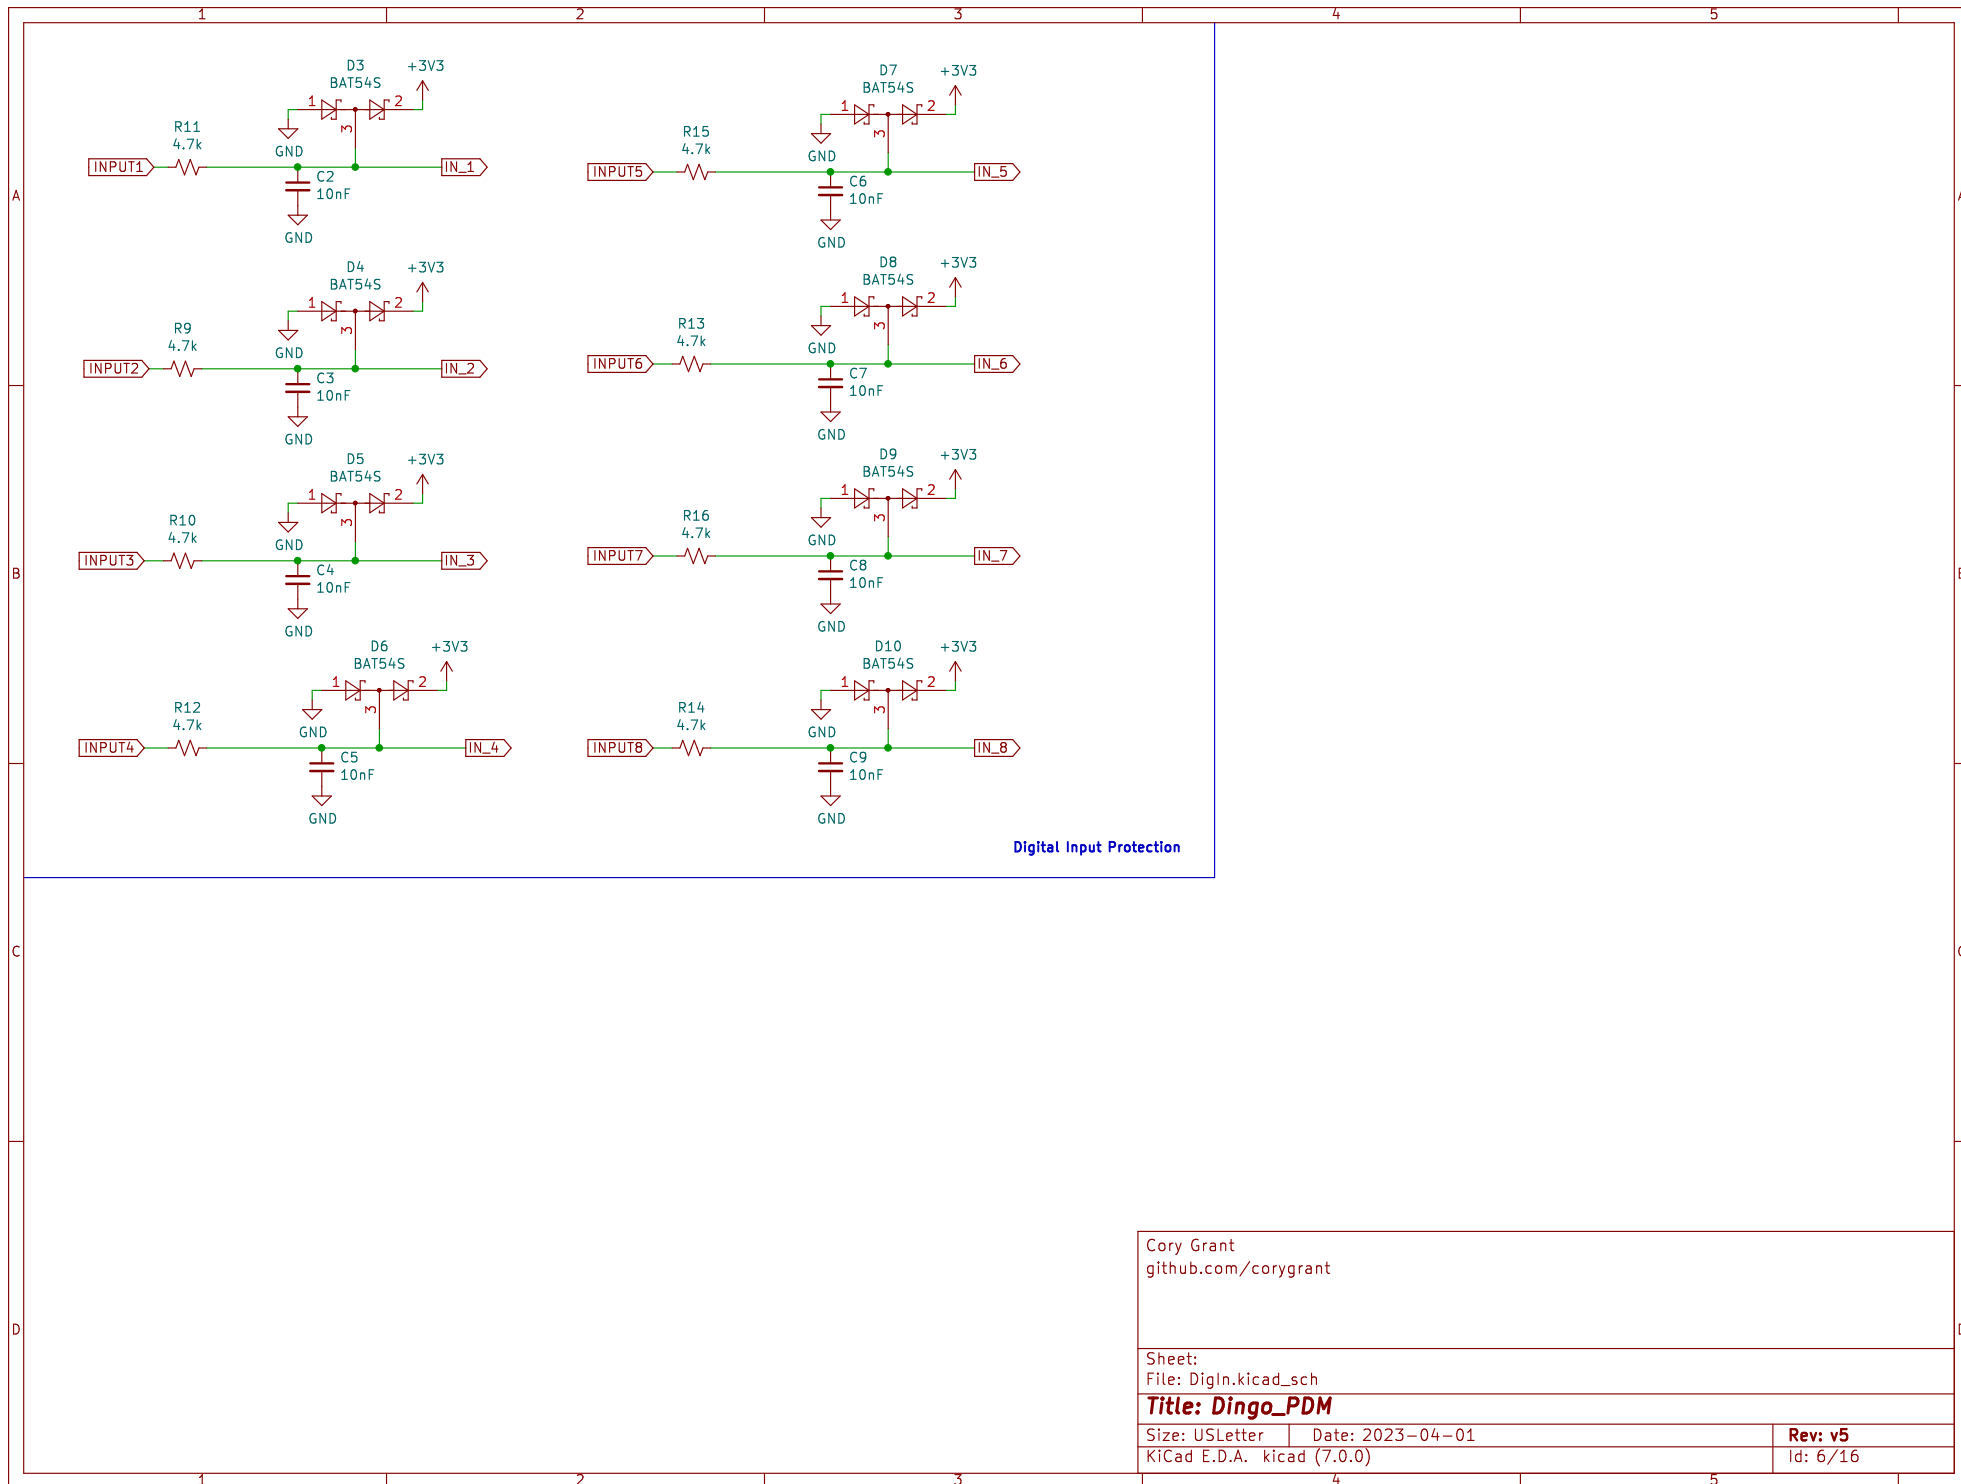 1 2 3 4 5
D3
BAT54S
+3V3
1 2
3
GND
R11
4.7k
INPUT1
IN_1
C2
10nF
GND
D7
BAT54S
+3V3
1 2
3
GND
R15
4.7k
INPUT5
IN_5
C6
10nF
GND
A
D4
BAT54S
+3V3
1 2
3
GND
R9
4.7k
INPUT2
IN_2
C3
10nF
GND
D8
BAT54S
+3V3
1 2
3
GND
R13
4.7k
INPUT6
IN_6
C7
10nF
GND
D5
BAT54S
+3V3
1 2
3
GND
R10
4.7k
INPUT3
IN_3
C4
10nF
GND
D9
BAT54S
+3V3
1 2
3
GND
R16
4.7k
INPUT7
IN_7
C8
10nF
GND
B
D6
BAT54S
+3V3
1 2
3
GND
R12
4.7k
INPUT4
IN_4
C5
10nF
GND
D10
BAT54S
+3V3
1 2
3
GND
R14
4.7k
INPUT8
IN_8
C9
10nF
GND
Digital Input Protection
C
D
Cory Grant
github.com/corygrant
Sheet:
File: DigIn.kicad_sch
Title: Dingo_PDM
Size: USLetter Date: 2023-04-01 Rev: v5
KiCad E.D.A. kicad (7.0.0) Id: 6/16
1 2 3 4 5